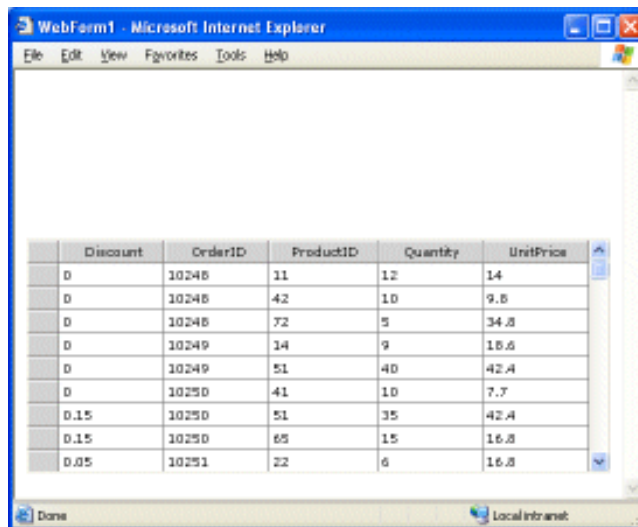 WebForm1 - Microsoft Internet Explorer
File Edit View Favorites Tools Help
Discount OrderID ProductID Quantity UnitPrice
0 10248 11 12 14
0 10248 42 10 9.8
0 10248 72 5 34.8
0 10249 14 9 18.6
0 10249 51 40 42.4
0 10250 41 10 7.7
0.15 10250 51 35 42.4
0.15 10250 65 15 16.8
0.05 10251 22 6 16.8
Done Local intranet